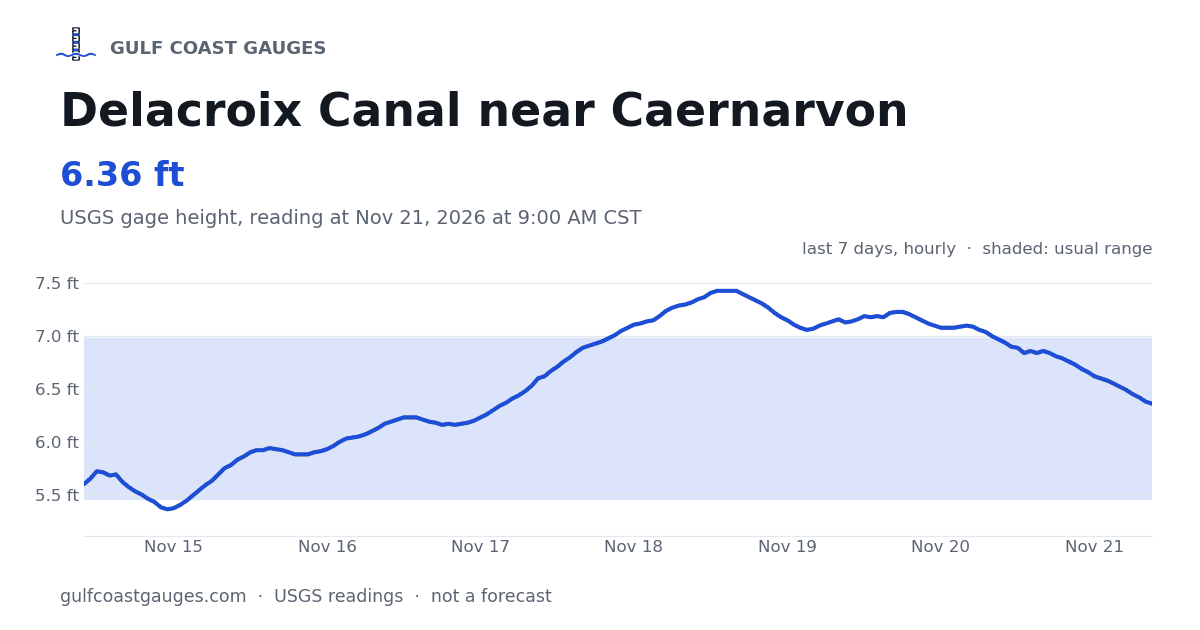 GULF COAST GAUGES
Delacroix Canal near Caernarvon
6.36 ft
USGS gage height, reading at Nov 21, 2026 at 9:00 AM CST
last 7 days, hourly · shaded: usual range
7.5 ft
7.0 ft
6.5 ft
6.0 ft
5.5 ft
Nov 15 Nov 16 Nov 17 Nov 18 Nov 19 Nov 20 Nov 21
gulfcoastgauges.com · USGS readings · not a forecast